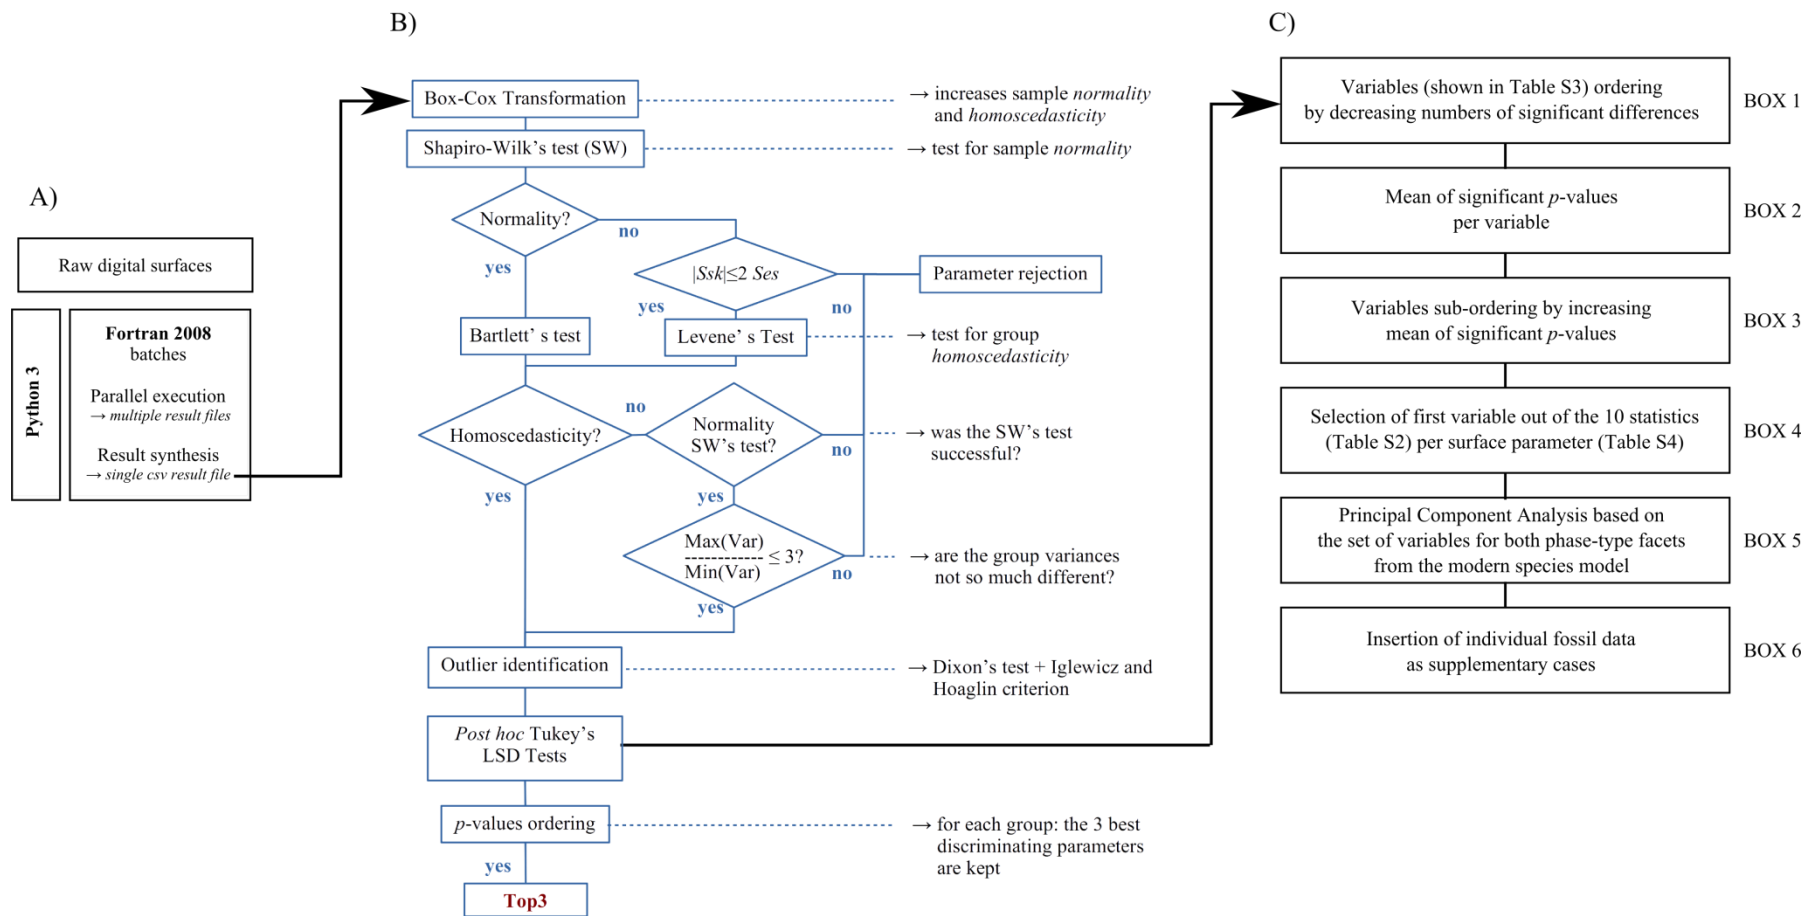 A)
Raw digital surfaces
Python 3
Fortran 2008
batches
Parallel execution
→ multiple result files
Result synthesis
→ single csv result file
B)
Box-Cox Transformation
→ increases sample normality
and homoscedasticity
Shapiro-Wilk's test (SW)
→ test for sample normality
Normality?
no
yes
|Ssk|≤2 Ses
Parameter rejection
yes
no
Bartlett' s test
Levene' s Test
→ test for group
homoscedasticity
Homoscedasticity?
no
Normality
SW's test?
no
→ was the SW's test
successful?
yes
yes
Max(Var)
------------
Min(Var)
≤ 3?
no
→ are the group variances
not so much different?
yes
Outlier identification
→ Dixon's test + Iglewicz and
Hoaglin criterion
Post hoc Tukey's
LSD Tests
p-values ordering
→ for each group: the 3 best
discriminating parameters
are kept
yes
Top3
C)
Variables (shown in Table S3) ordering
by decreasing numbers of significant differences
BOX 1
Mean of significant p-values
per variable
BOX 2
Variables sub-ordering by increasing
mean of significant p-values
BOX 3
Selection of first variable out of the 10 statistics
(Table S2) per surface parameter (Table S4)
BOX 4
Principal Component Analysis based on
the set of variables for both phase-type facets
from the modern species model
BOX 5
Insertion of individual fossil data
as supplementary cases
BOX 6